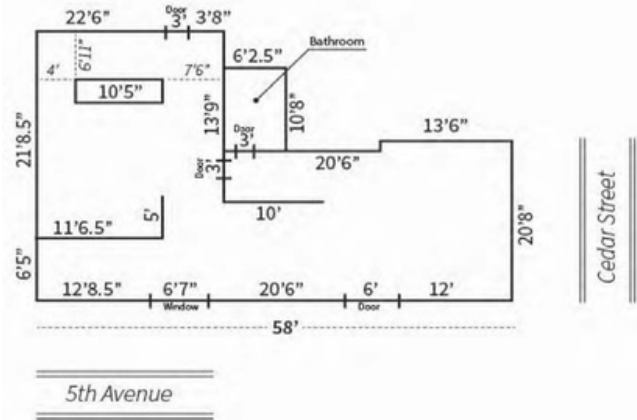 22'6" Door 3' 3'8"
6'2.5" Bathroom
4' 6'11" 7'6"
10'5"
13'9" 10'8"
21'8.5"
Door 3'
13'6"
Door 3'
20'6"
10'
5'
11'6.5"
20'8"
Cedar Street
6'5"
12'8.5" 6'7" 20'6" 6' 12'
Window Door
58'
5th Avenue